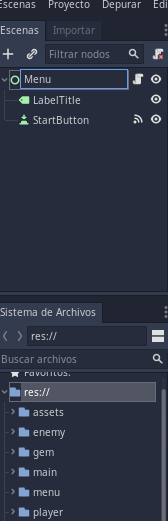 Escenas Proyecto Depurar Edi
Escenas Importar
Filtrar nodos
Menu
LabelTitle
StartButton
Sistema de Archivos
res://
Buscar archivos
Favoritos:
res://
assets
enemy
gem
main
menu
player